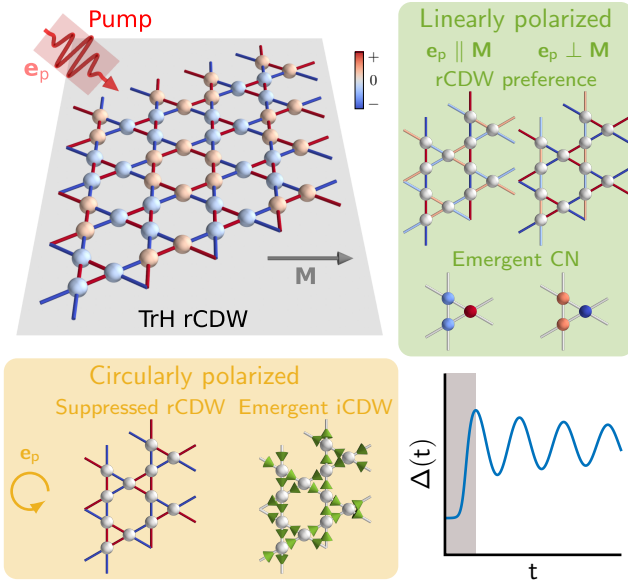 Pump
e_p
+
0
−
M
TrH rCDW
Linearly polarized
e_p ∥ M e_p ⊥ M
rCDW preference
Emergent CN
Circularly polarized
Suppressed rCDW Emergent iCDW
e_p
Δ(t)
t